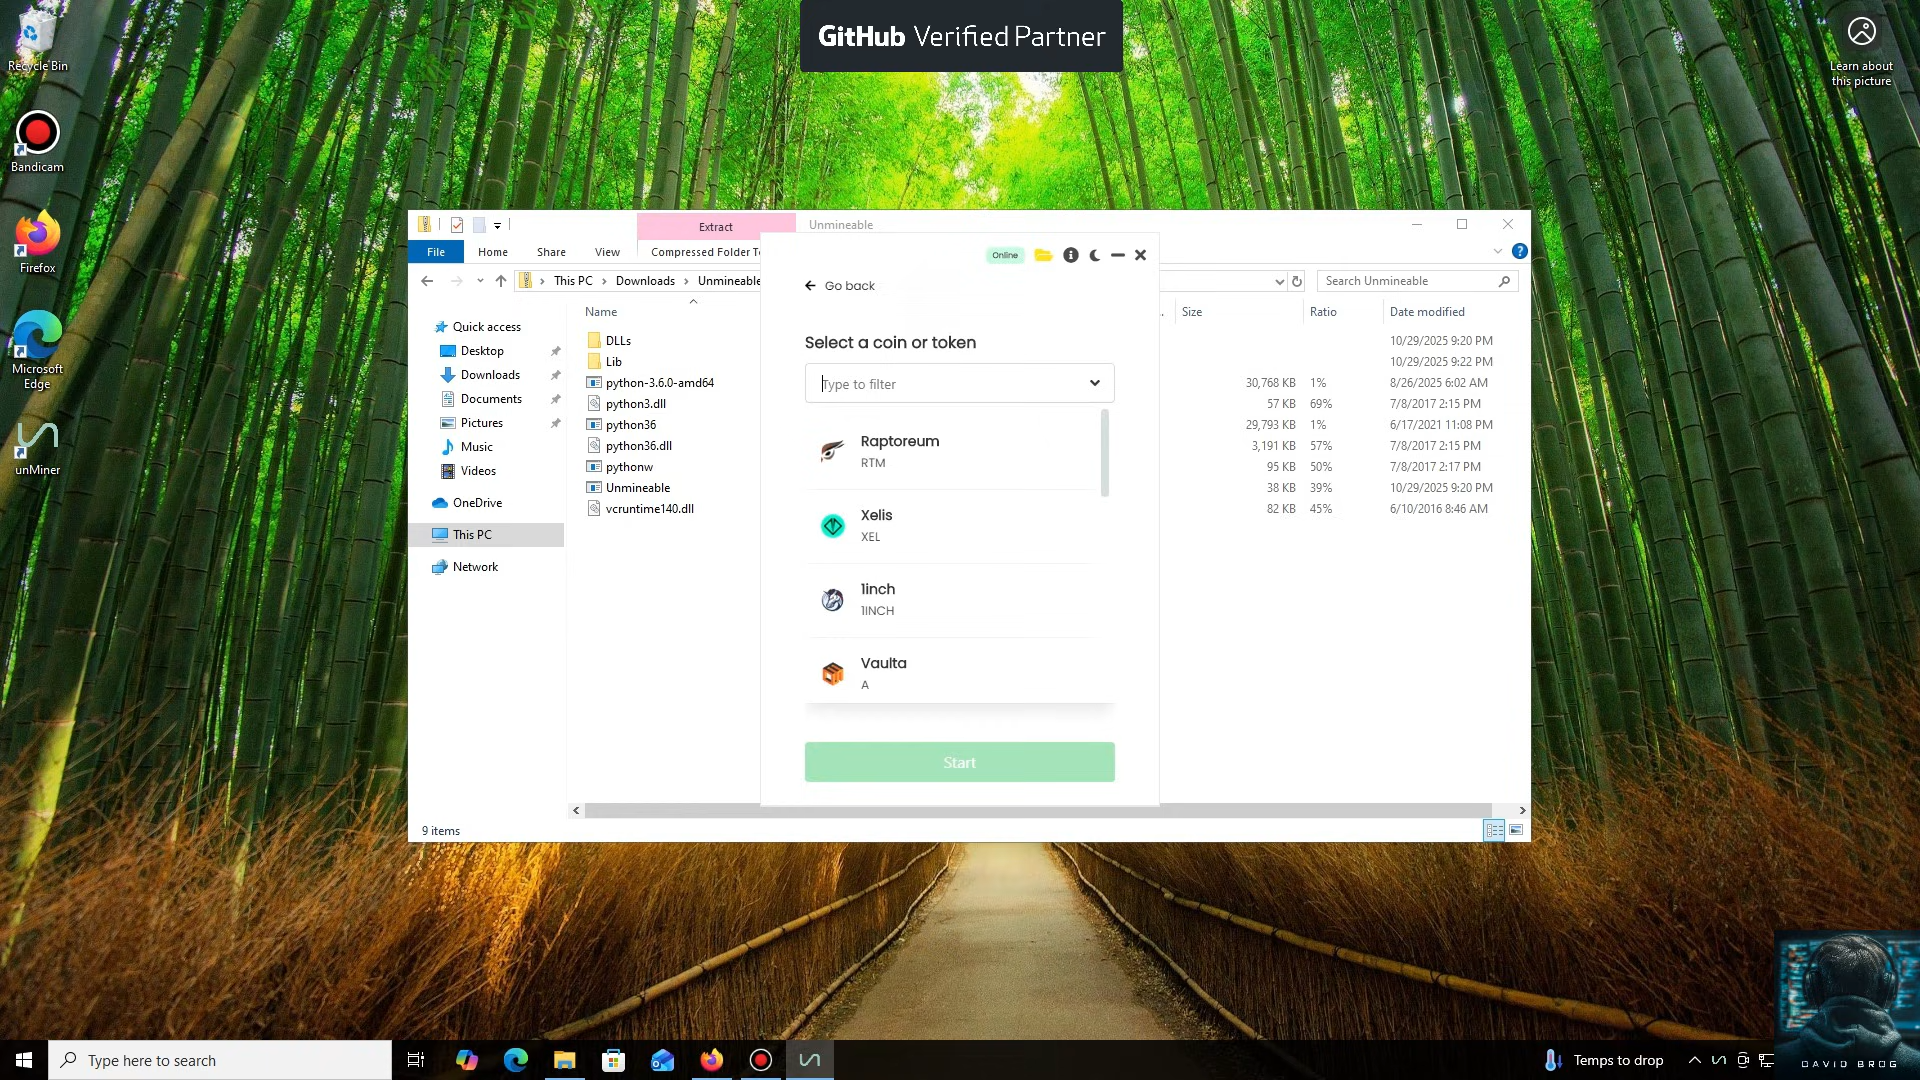 GitHub Verified Partner
Recycle Bin
Learn about
this picture
Bandicam
Firefox
Microsoft
Edge
unMiner
Extract
Unmineable
File
Home
Share
View
Compressed Folder T
This PC
Downloads
Unmineable
Search Unmineable
Name
Size
Ratio
Date modified
Quick access
Desktop
Downloads
Documents
Pictures
Music
Videos
OneDrive
This PC
Network
DLLs 10/29/2025 9:20 PM
Lib 10/29/2025 9:22 PM
python-3.6.0-amd64 30,768 KB 1% 8/26/2025 6:02 AM
python3.dll 57 KB 69% 7/8/2017 2:15 PM
python36 29,793 KB 1% 6/17/2021 11:08 PM
python36.dll 3,191 KB 57% 7/8/2017 2:15 PM
pythonw 95 KB 50% 7/8/2017 2:17 PM
Unmineable 38 KB 39% 10/29/2025 9:20 PM
vcruntime140.dll 82 KB 45% 6/10/2016 8:46 AM
Online
Go back
Select a coin or token
Type to filter
Raptoreum
RTM
Xelis
XEL
1inch
1INCH
Vaulta
A
Start
9 items
Type here to search
Temps to drop
DAVID BROG